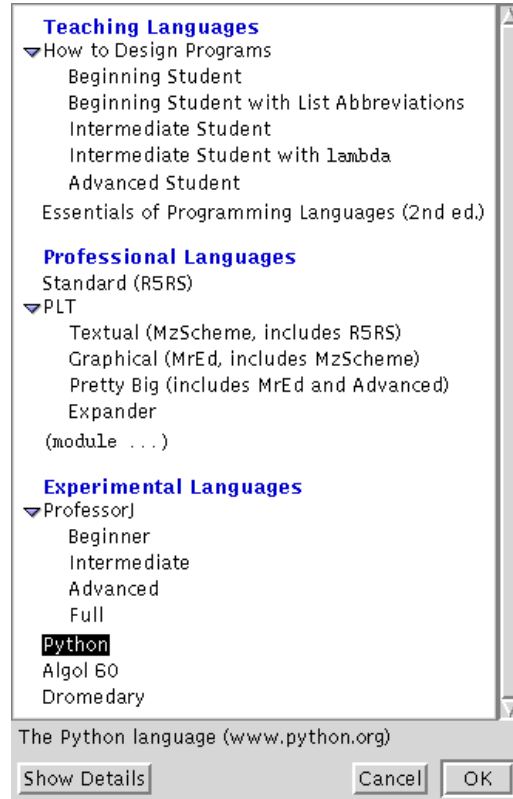 Teaching Languages
How to Design Programs
Beginning Student
Beginning Student with List Abbreviations
Intermediate Student
Intermediate Student with lambda
Advanced Student
Essentials of Programming Languages (2nd ed.)
Professional Languages
Standard (R5RS)
PLT
Textual (MzScheme, includes R5RS)
Graphical (MrEd, includes MzScheme)
Pretty Big (includes MrEd and Advanced)
Expander
(module ...)
Experimental Languages
ProfessorJ
Beginner
Intermediate
Advanced
Full
Python
Algol 60
Dromedary
The Python language (www.python.org)
Show Details Cancel OK